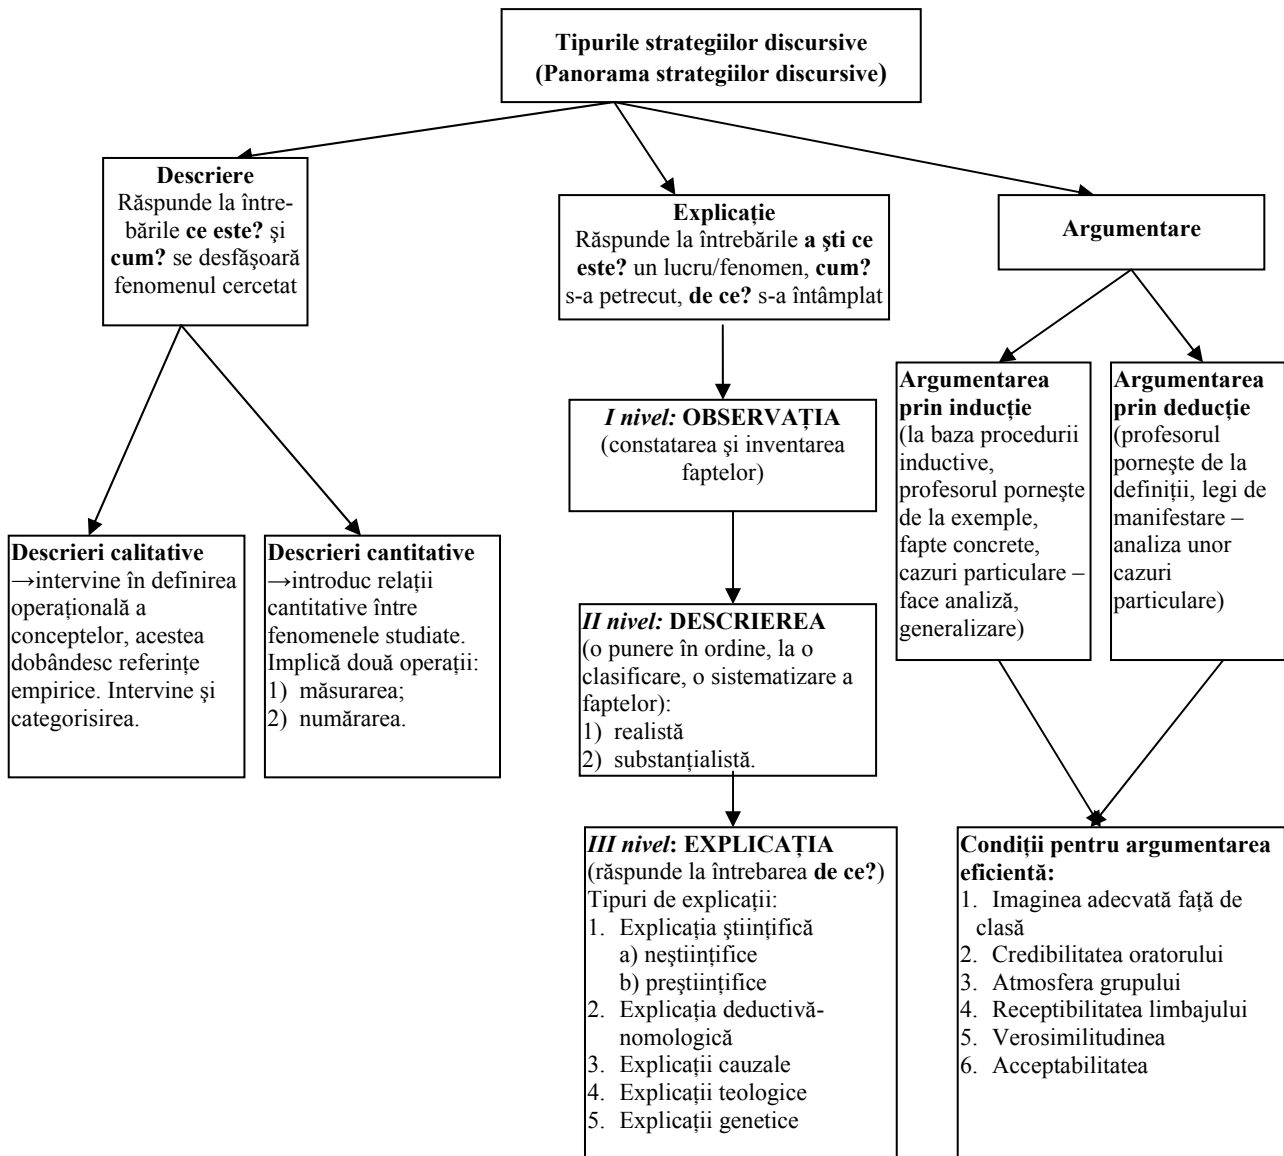 Tipurile strategiilor discursive
(Panorama strategiilor discursive)
Descriere
Răspunde la între-
bările ce este? şi
cum? se desfăşoară
fenomenul cercetat
Explicație
Răspunde la întrebările a şti ce
este? un lucru/fenomen, cum?
s-a petrecut, de ce? s-a întâmplat
Argumentare
Descrieri calitative
→intervine în definirea
operațională a
conceptelor, acestea
dobândesc referințe
empirice. Intervine şi
categorisirea.
Descrieri cantitative
→introduc relații
cantitative între
fenomenele studiate.
Implică două operații:
1) măsurarea;
2) numărarea.
I nivel: OBSERVAȚIA
(constatarea şi inventarea
faptelor)
II nivel: DESCRIEREA
(o punere în ordine, la o
clasificare, o sistematizare a
faptelor):
1) realistă
2) substanțialistă.
III nivel: EXPLICAȚIA
(răspunde la întrebarea de ce?)
Tipuri de explicații:
1. Explicația ştiințifică
a) neştiințifice
b) preştiințifice
2. Explicația deductivă-
nomologică
3. Explicații cauzale
4. Explicații teologice
5. Explicații genetice
Argumentarea
prin inducție
(la baza procedurii
inductive,
profesorul porneşte
de la exemple,
fapte concrete,
cazuri particulare –
face analiză,
generalizare)
Argumentarea
prin deducție
(profesorul
porneşte de la
definiții, legi de
manifestare –
analiza unor
cazuri
particulare)
Condiții pentru argumentarea
eficientă:
1. Imaginea adecvată față de
clasă
2. Credibilitatea oratorului
3. Atmosfera grupului
4. Receptibilitatea limbajului
5. Verosimilitudinea
6. Acceptabilitatea